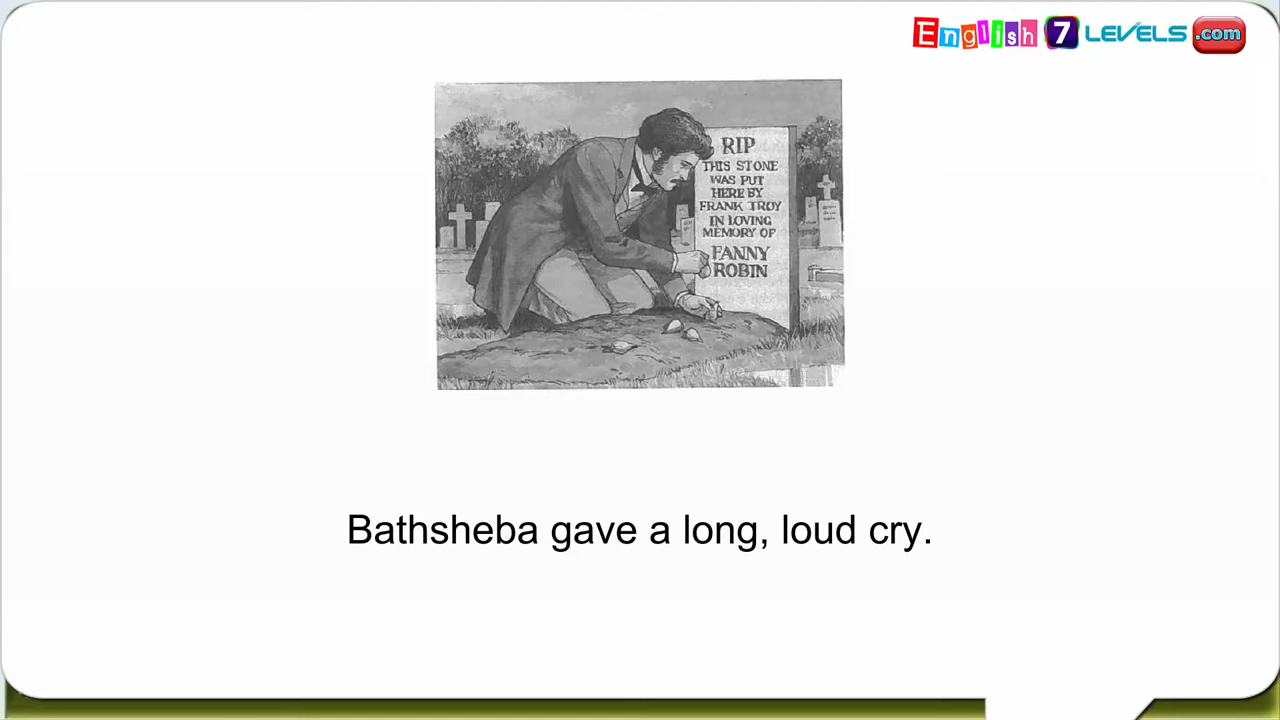 English 7 LEVELS .com
RIP
THIS STONE
WAS PUT
HERE BY
FRANK TROY
IN LOVING
MEMORY OF
FANNY
ROBIN
Bathsheba gave a long, loud cry.